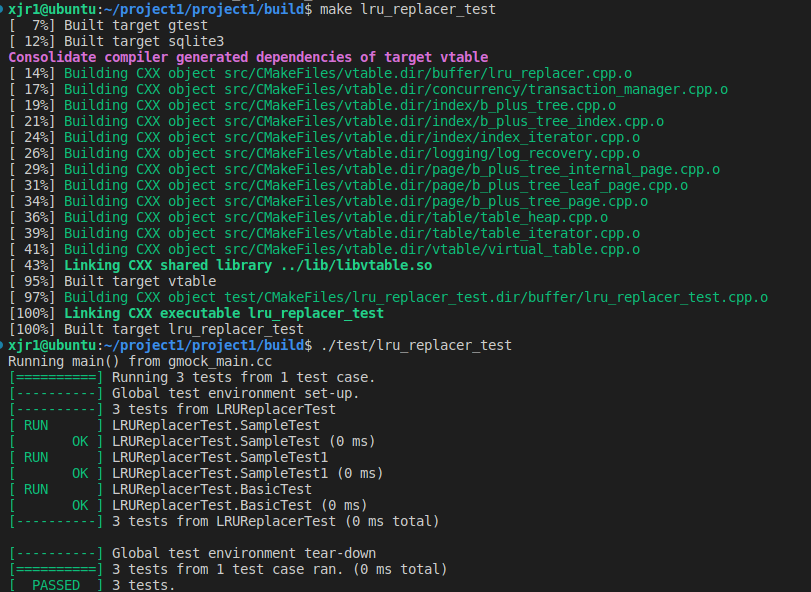 xjr1@ubuntu:~/project1/project1/build$ make lru_replacer_test
[  7%] Built target gtest
[ 12%] Built target sqlite3
Consolidate compiler generated dependencies of target vtable
[ 14%] Building CXX object src/CMakeFiles/vtable.dir/buffer/lru_replacer.cpp.o
[ 17%] Building CXX object src/CMakeFiles/vtable.dir/concurrency/transaction_manager.cpp.o
[ 19%] Building CXX object src/CMakeFiles/vtable.dir/index/b_plus_tree.cpp.o
[ 21%] Building CXX object src/CMakeFiles/vtable.dir/index/b_plus_tree_index.cpp.o
[ 24%] Building CXX object src/CMakeFiles/vtable.dir/index/index_iterator.cpp.o
[ 26%] Building CXX object src/CMakeFiles/vtable.dir/logging/log_recovery.cpp.o
[ 29%] Building CXX object src/CMakeFiles/vtable.dir/page/b_plus_tree_internal_page.cpp.o
[ 31%] Building CXX object src/CMakeFiles/vtable.dir/page/b_plus_tree_leaf_page.cpp.o
[ 34%] Building CXX object src/CMakeFiles/vtable.dir/page/b_plus_tree_page.cpp.o
[ 36%] Building CXX object src/CMakeFiles/vtable.dir/table/table_heap.cpp.o
[ 39%] Building CXX object src/CMakeFiles/vtable.dir/table/table_iterator.cpp.o
[ 41%] Building CXX object src/CMakeFiles/vtable.dir/vtable/virtual_table.cpp.o
[ 43%] Linking CXX shared library ../lib/libvtable.so
[ 95%] Built target vtable
[ 97%] Building CXX object test/CMakeFiles/lru_replacer_test.dir/buffer/lru_replacer_test.cpp.o
[100%] Linking CXX executable lru_replacer_test
[100%] Built target lru_replacer_test
xjr1@ubuntu:~/project1/project1/build$ ./test/lru_replacer_test
Running main() from gmock_main.cc
[==========] Running 3 tests from 1 test case.
[----------] Global test environment set-up.
[----------] 3 tests from LRUReplacerTest
[ RUN      ] LRUReplacerTest.SampleTest
[       OK ] LRUReplacerTest.SampleTest (0 ms)
[ RUN      ] LRUReplacerTest.SampleTest1
[       OK ] LRUReplacerTest.SampleTest1 (0 ms)
[ RUN      ] LRUReplacerTest.BasicTest
[       OK ] LRUReplacerTest.BasicTest (0 ms)
[----------] 3 tests from LRUReplacerTest (0 ms total)
[----------] Global test environment tear-down
[==========] 3 tests from 1 test case ran. (0 ms total)
[  PASSED  ] 3 tests.